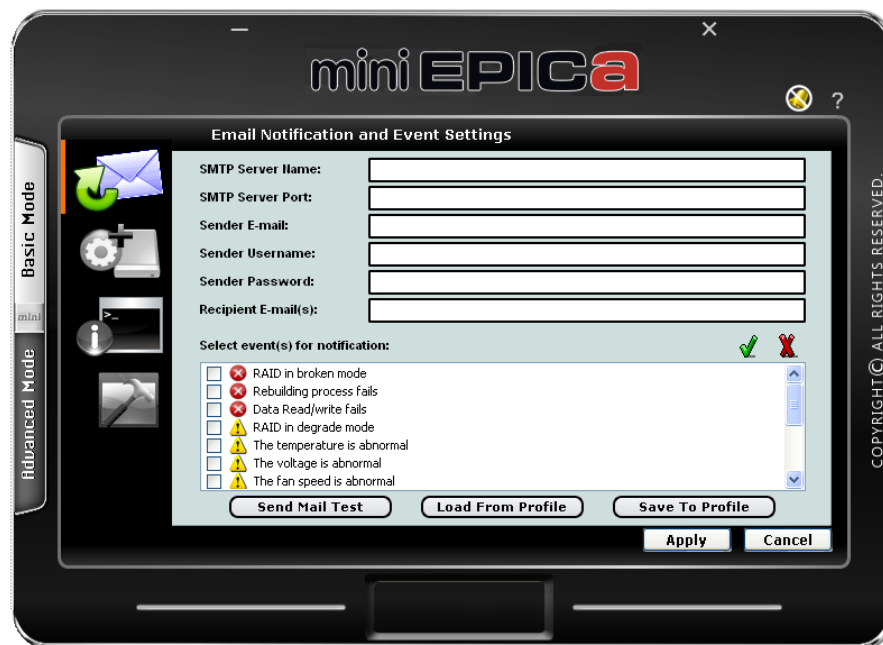 mini EPICa
?
Email Notification and Event Settings
SMTP Server Name:
SMTP Server Port:
Sender E-mail:
Sender Username:
Sender Password:
Recipient E-mail(s):
Select event(s) for notification:
RAID in broken mode
Rebuilding process fails
Data Read/write fails
RAID in degrade mode
The temperature is abnormal
The voltage is abnormal
The fan speed is abnormal
Send Mail Test
Load From Profile
Save To Profile
Apply
Cancel
Basic Mode
mini
Advanced Mode
>_
COPYRIGHT© ALL RIGHTS RESERVED.